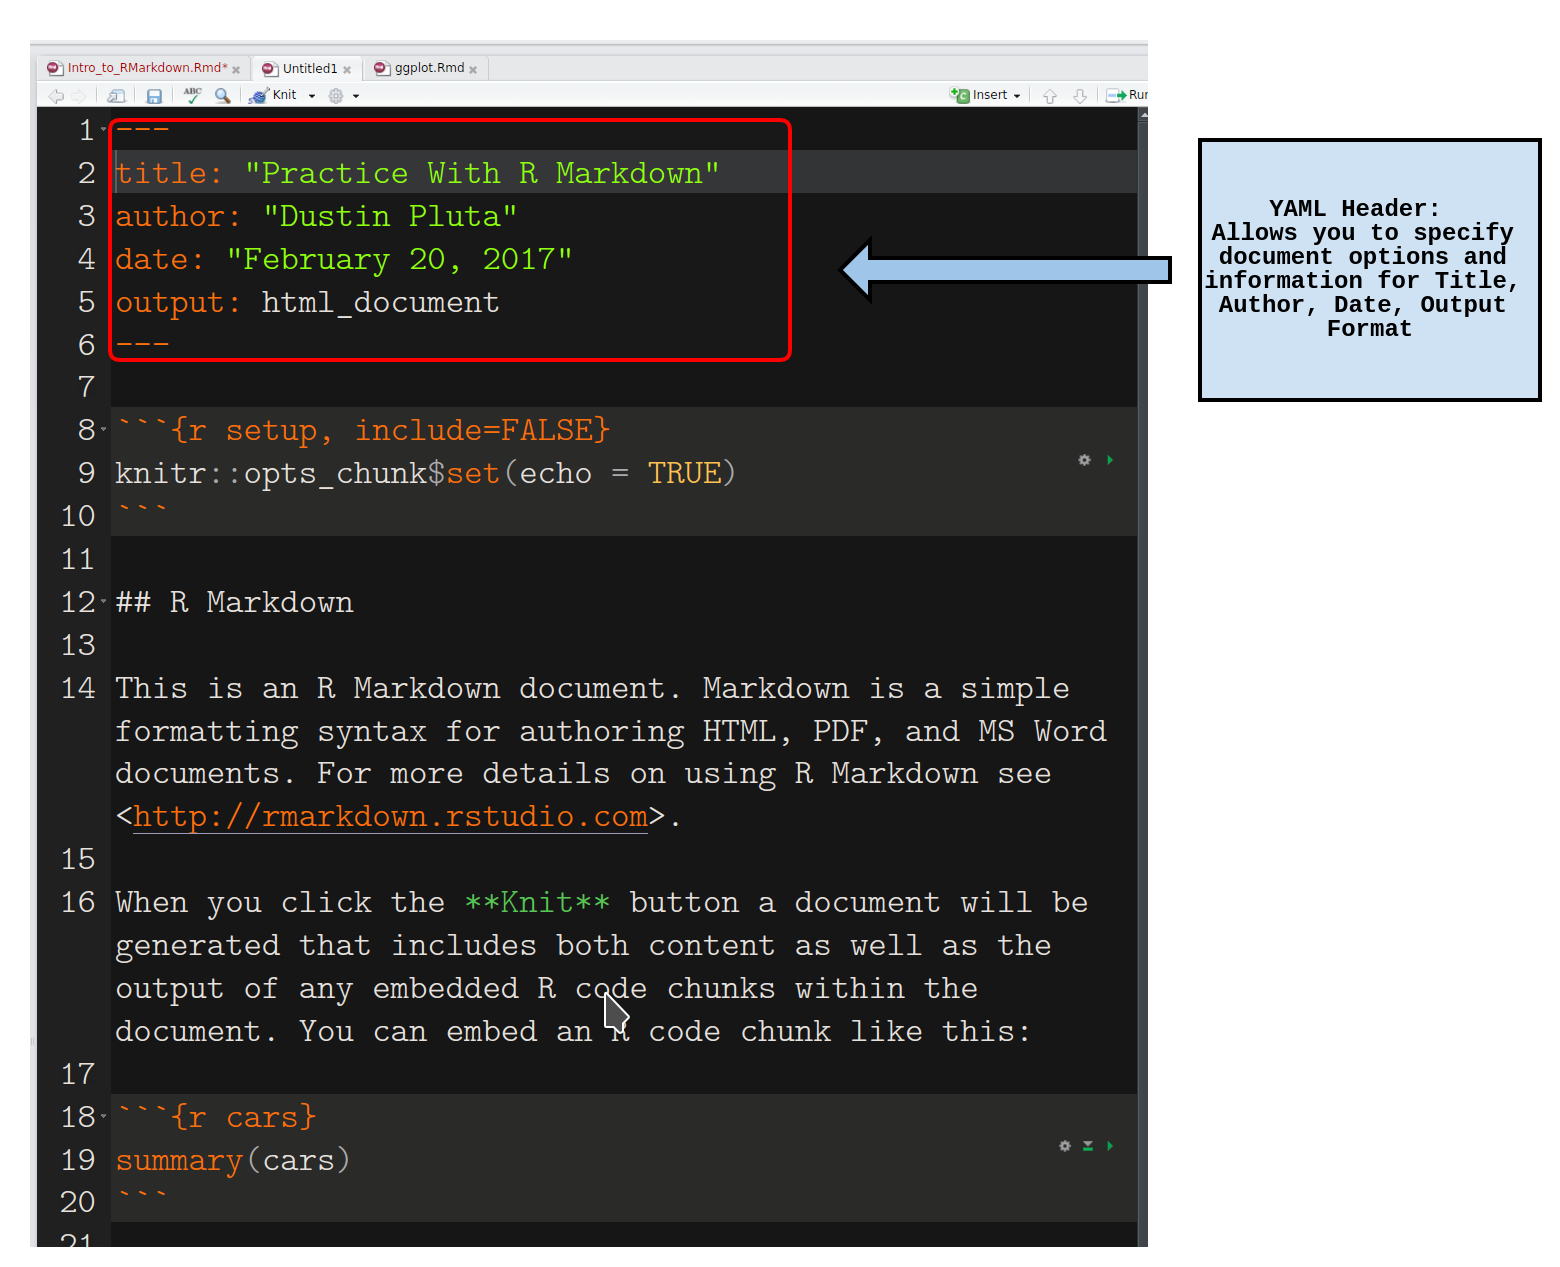 Intro_to_RMarkdown.Rmd* Untitled1 ggplot.Rmd
ABC Knit Insert Run
1 ---
2 title: "Practice With R Markdown"
3 author: "Dustin Pluta"
4 date: "February 20, 2017"
5 output: html_document
6 ---
7
8 ```{r setup, include=FALSE}
9 knitr::opts_chunk$set(echo = TRUE)
10 ```
11
12 ## R Markdown
13
14 This is an R Markdown document. Markdown is a simple
formatting syntax for authoring HTML, PDF, and MS Word
documents. For more details on using R Markdown see
<http://rmarkdown.rstudio.com>.
15
16 When you click the **Knit** button a document will be
generated that includes both content as well as the
output of any embedded R code chunks within the
document. You can embed an R code chunk like this:
17
18 ```{r cars}
19 summary(cars)
20 ```
21
YAML Header:
Allows you to specify
document options and
information for Title,
Author, Date, Output
Format